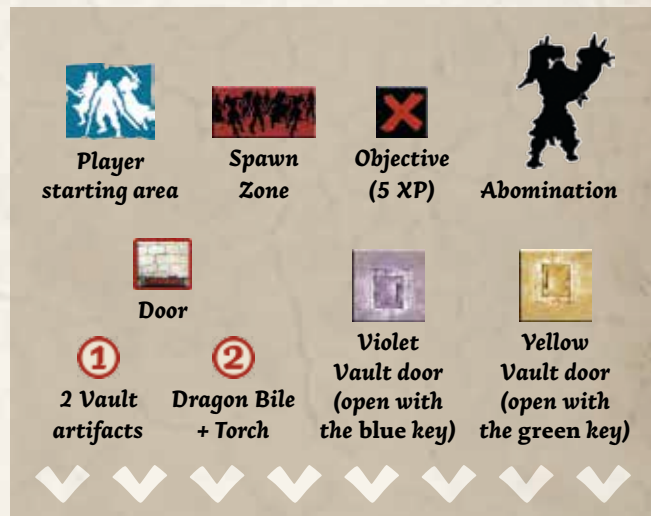 Player
starting area
Spawn
Zone
Objective
(5 XP)
Abomination
Door
1
2 Vault
artifacts
2
Dragon Bile
+ Torch
Violet
Vault door
(open with
the blue key)
Yellow
Vault door
(open with
the green key)